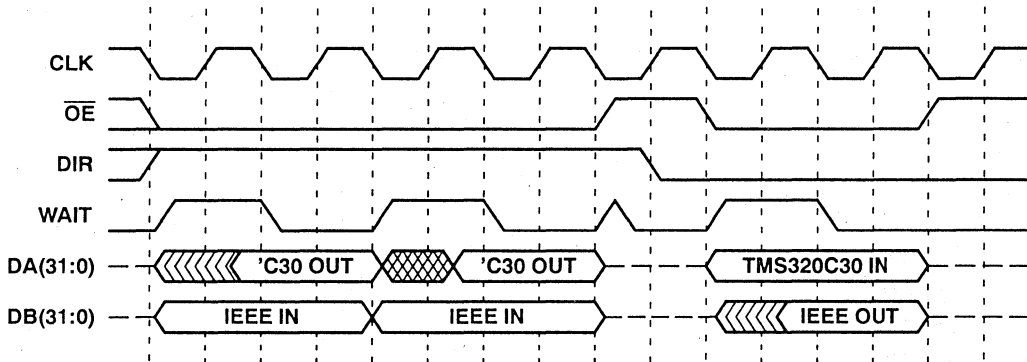 CLK
OE
DIR
WAIT
DA(31:0) 'C30 OUT 'C30 OUT TMS320C30 IN
DB(31:0) IEEE IN IEEE IN IEEE OUT